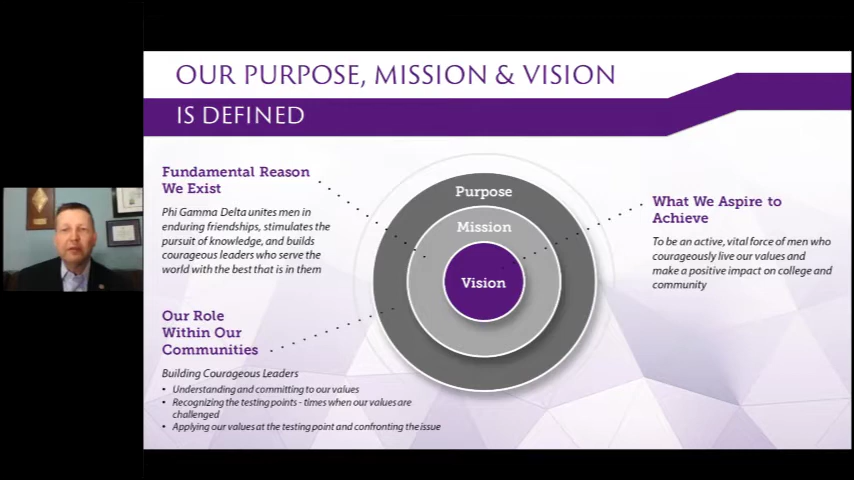 OUR PURPOSE, MISSION & VISION
IS DEFINED
Fundamental Reason
We Exist
Phi Gamma Delta unites men in
enduring friendships, stimulates the
pursuit of knowledge, and builds
courageous leaders who serve the
world with the best that is in them
Our Role
Within Our
Communities
Building Courageous Leaders
• Understanding and committing to our values
• Recognizing the testing points - times when our values are
challenged
• Applying our values at the testing point and confronting the issue
Purpose
Mission
Vision
What We Aspire to
Achieve
To be an active, vital force of men who
courageously live our values and
make a positive impact on college and
community